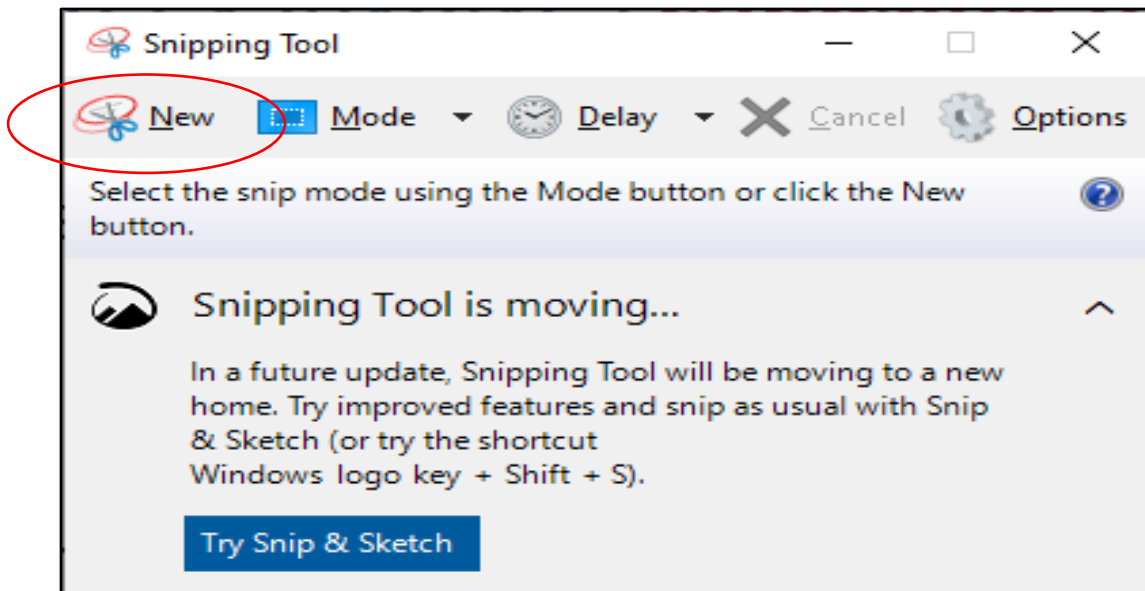 Snipping Tool
New Mode Delay Cancel Options
Select the snip mode using the Mode button or click the New
button.
Snipping Tool is moving...
In a future update, Snipping Tool will be moving to a new
home. Try improved features and snip as usual with Snip
& Sketch (or try the shortcut
Windows logo key + Shift + S).
Try Snip & Sketch